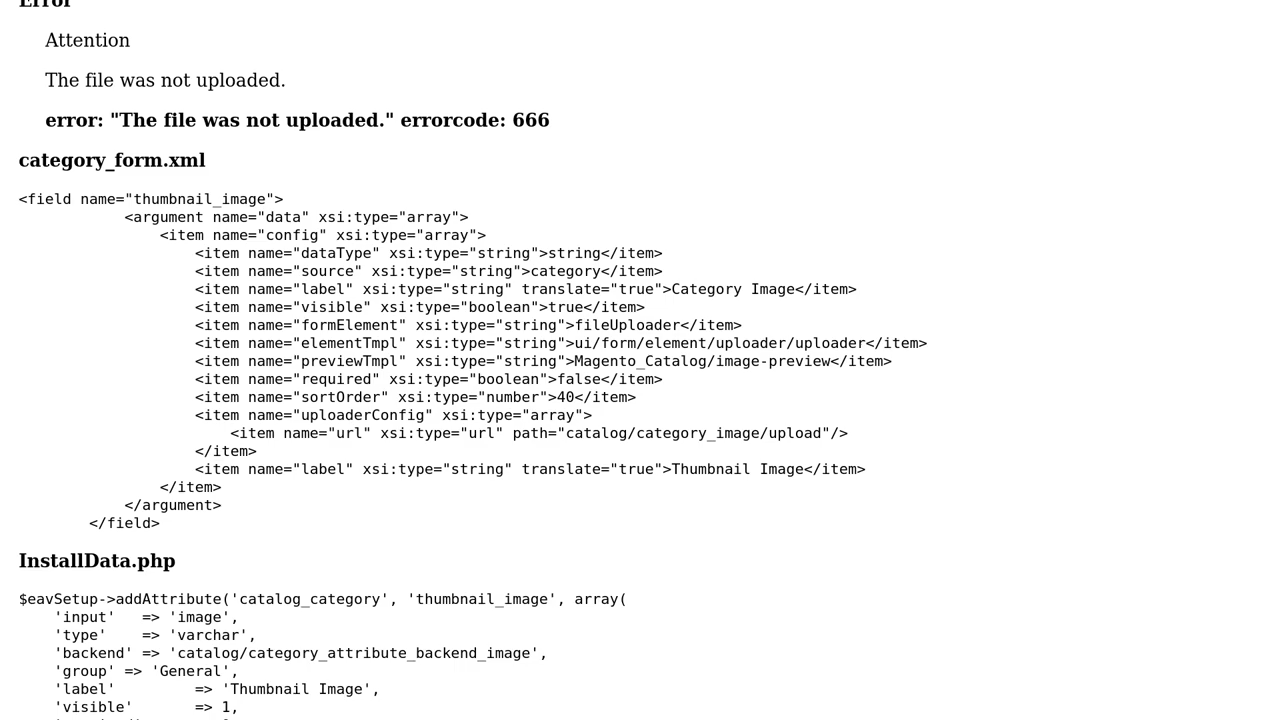 Error
Attention
The file was not uploaded.
error: "The file was not uploaded." errorcode: 666
category_form.xml
<field name="thumbnail_image">
            <argument name="data" xsi:type="array">
                <item name="config" xsi:type="array">
                    <item name="dataType" xsi:type="string">string</item>
                    <item name="source" xsi:type="string">category</item>
                    <item name="label" xsi:type="string" translate="true">Category Image</item>
                    <item name="visible" xsi:type="boolean">true</item>
                    <item name="formElement" xsi:type="string">fileUploader</item>
                    <item name="elementTmpl" xsi:type="string">ui/form/element/uploader/uploader</item>
                    <item name="previewTmpl" xsi:type="string">Magento_Catalog/image-preview</item>
                    <item name="required" xsi:type="boolean">false</item>
                    <item name="sortOrder" xsi:type="number">40</item>
                    <item name="uploaderConfig" xsi:type="array">
                        <item name="url" xsi:type="url" path="catalog/category_image/upload"/>
                    </item>
                    <item name="label" xsi:type="string" translate="true">Thumbnail Image</item>
                </item>
            </argument>
        </field>
InstallData.php
$eavSetup->addAttribute('catalog_category', 'thumbnail_image', array(
    'input'   => 'image',
    'type'    => 'varchar',
    'backend' => 'catalog/category_attribute_backend_image',
    'group' => 'General',
    'label'         => 'Thumbnail Image',
    'visible'       => 1,